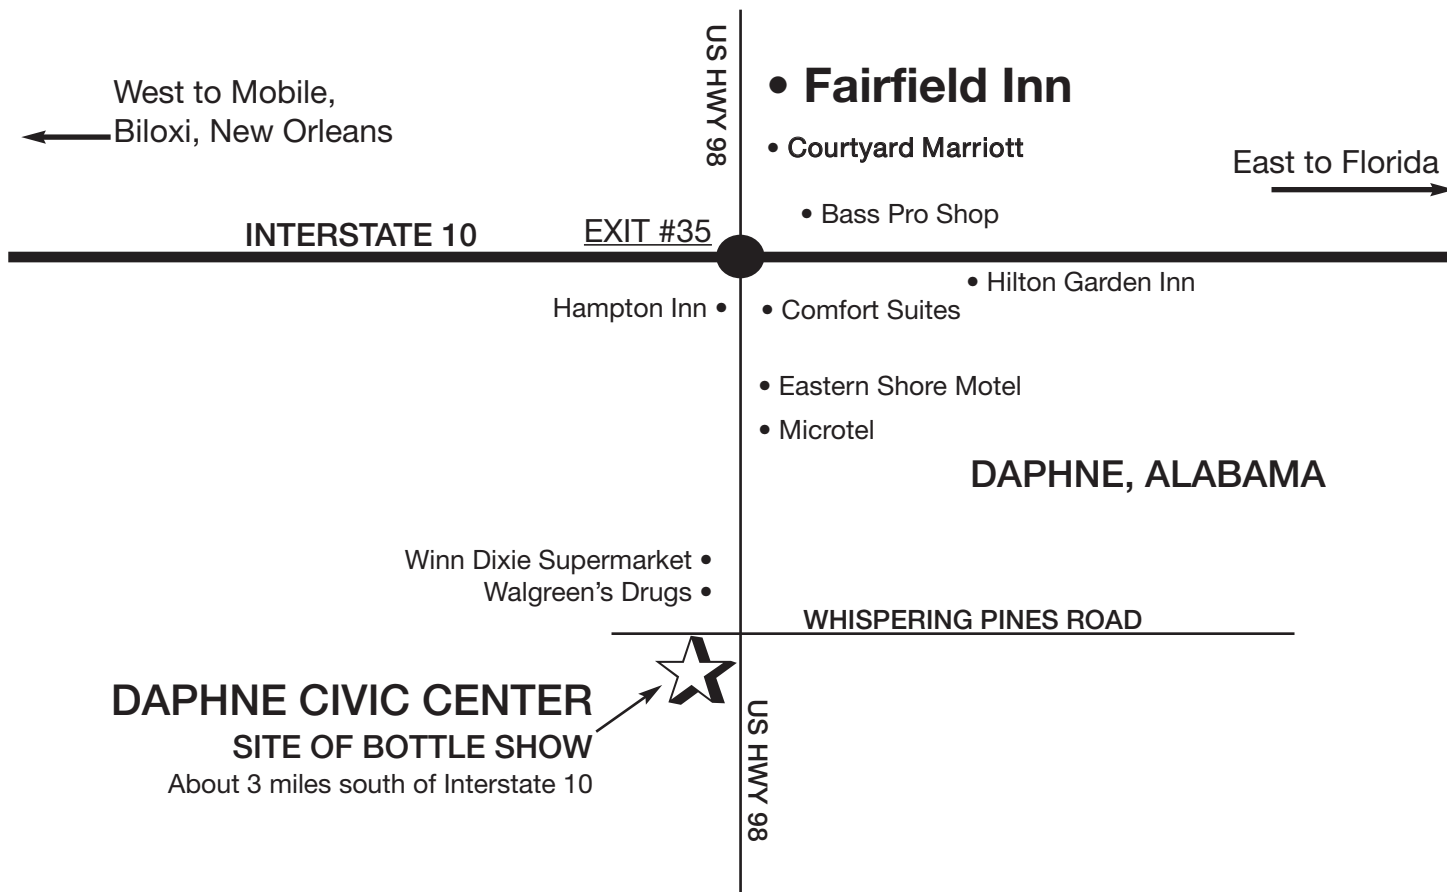 US HWY 98
• Fairfield Inn
West to Mobile,
Biloxi, New Orleans
• Courtyard Marriott
East to Florida
• Bass Pro Shop
INTERSTATE 10
EXIT #35
• Hilton Garden Inn
Hampton Inn •
• Comfort Suites
• Eastern Shore Motel
• Microtel
DAPHNE, ALABAMA
Winn Dixie Supermarket •
Walgreen’s Drugs •
WHISPERING PINES ROAD
DAPHNE CIVIC CENTER
SITE OF BOTTLE SHOW
About 3 miles south of Interstate 10
US HWY 98